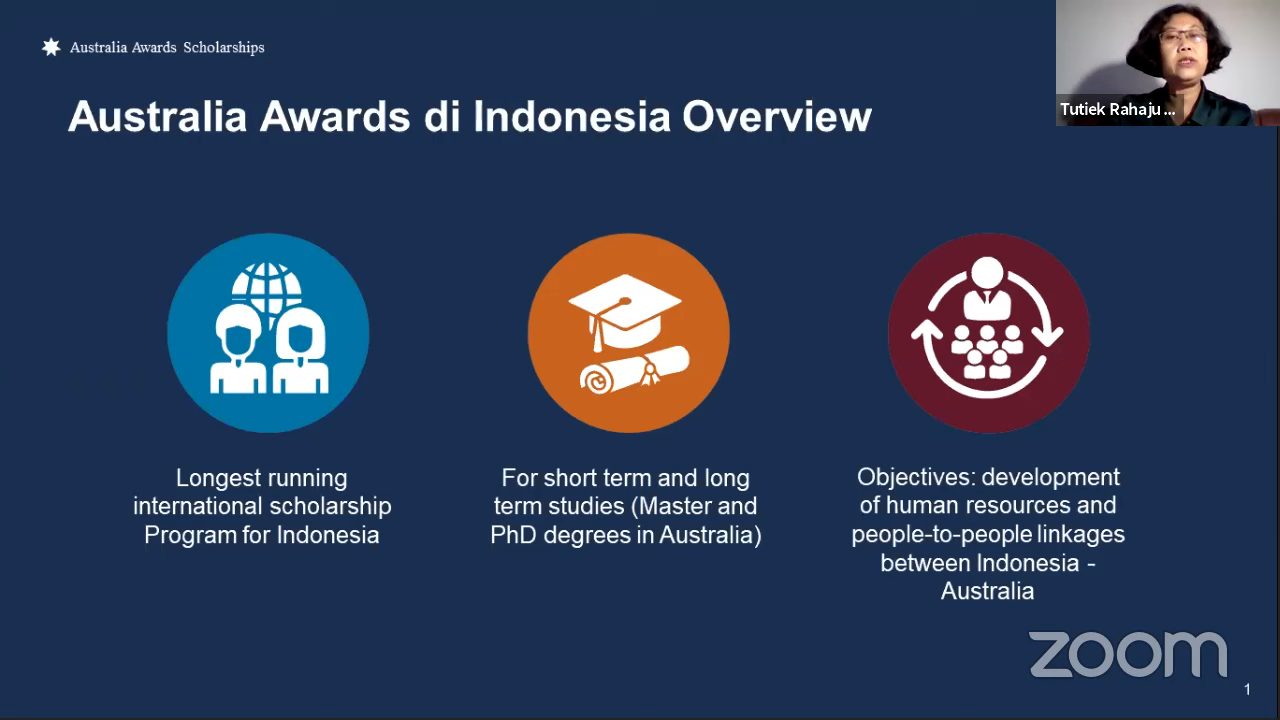 Australia Awards Scholarships
Tutiek Rahaju ...
Australia Awards di Indonesia Overview
Longest running
international scholarship
Program for Indonesia
For short term and long
term studies (Master and
PhD degrees in Australia)
Objectives: development
of human resources and
people-to-people linkages
between Indonesia -
Australia
zoom
1